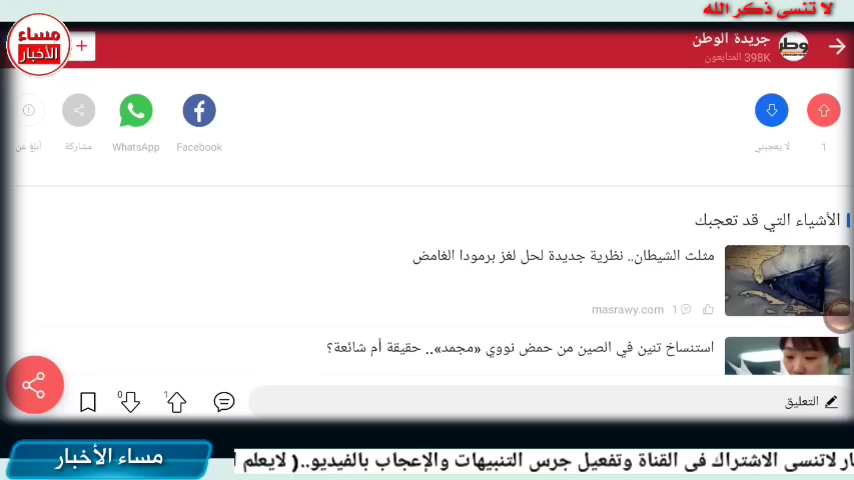 لا تنسى ذكر الله
مساء
الأخبار
جريدة الوطن
398K المتابعون
وطن
Facebook
WhatsApp
مشاركة
أبلغ عن
1
لا يعجبني
الأشياء التي قد تعجبك
مثلث الشيطان.. نظرية جديدة لحل لغز برمودا الغامض
masrawy.com 1
استنساخ تنين في الصين من حمض نووي «مجمد».. حقيقة أم شائعة؟
التعليق
1
0
مساء الأخبار
ار لاتنسى الاشتراك فى القناة وتفعيل جرس التنبيهات والإعجاب بالفيديو..( لايعلم ا